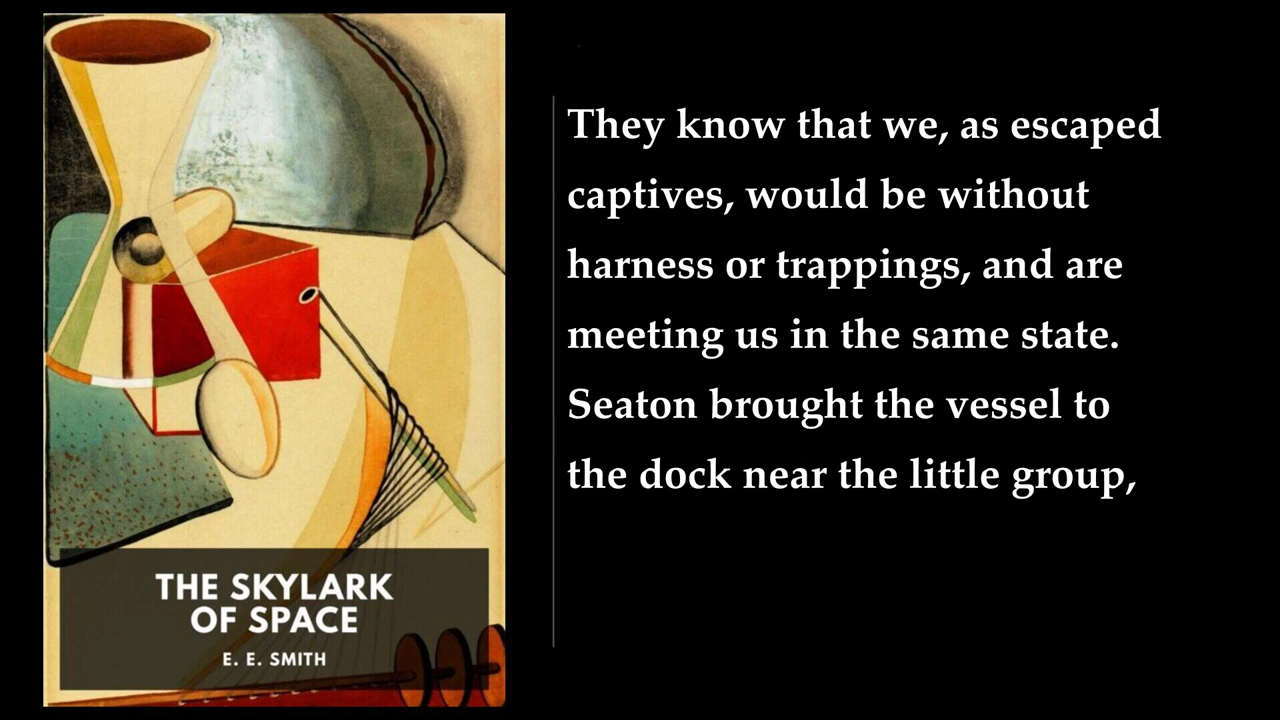 THE SKYLARK
OF SPACE
E. E. SMITH
They know that we, as escaped
captives, would be without
harness or trappings, and are
meeting us in the same state.
Seaton brought the vessel to
the dock near the little group,